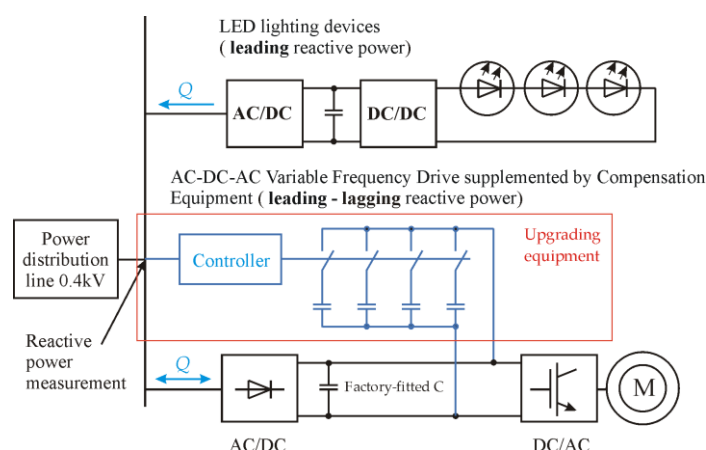 LED lighting devices
( leading reactive power)
Q
AC/DC
DC/DC
AC-DC-AC Variable Frequency Drive supplemented by Compensation
Equipment ( leading - lagging reactive power)
Power
distribution
line 0.4kV
Controller
Upgrading
equipment
Reactive
power
measurement
Q
Factory-fitted C
M
AC/DC
DC/AC